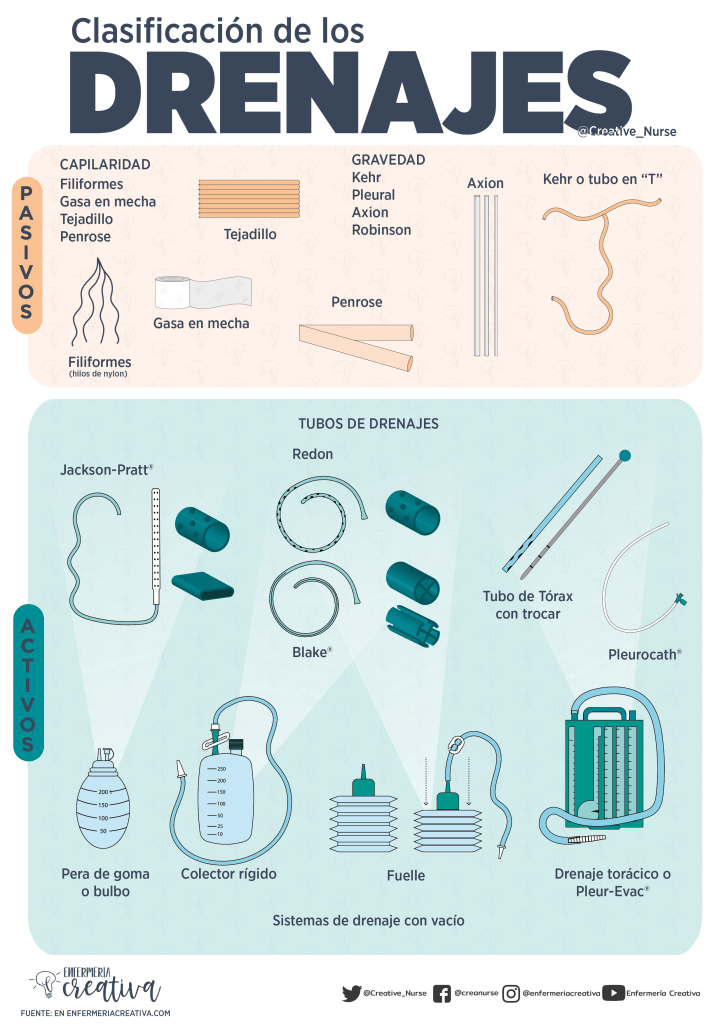 Clasificación de los
DRENAJES
@Creative_Nurse
PASIVOS
CAPILARIDAD
Filiformes
Gasa en mecha
Tejadillo
Penrose
Tejadillo
GRAVEDAD
Kehr
Pleural
Axion
Robinson
Axion
Kehr o tubo en “T”
Gasa en mecha
Penrose
Filiformes
(hilos de nylon)
ACTIVOS
TUBOS DE DRENAJES
Jackson-Pratt®
Redon
Blake®
Tubo de Tórax
con trocar
Pleurocath®
200
150
100
50
250
200
150
100
50
25
10
Pera de goma
o bulbo
Colector rígido
Fuelle
Drenaje torácico o
Pleur-Evac®
Sistemas de drenaje con vacío
ENFERMERÍA
creativa
FUENTE: EN ENFERMERIACREATIVA.COM
@Creative_Nurse
@creanurse
@enfermeriacreativa
Enfermería Creativa